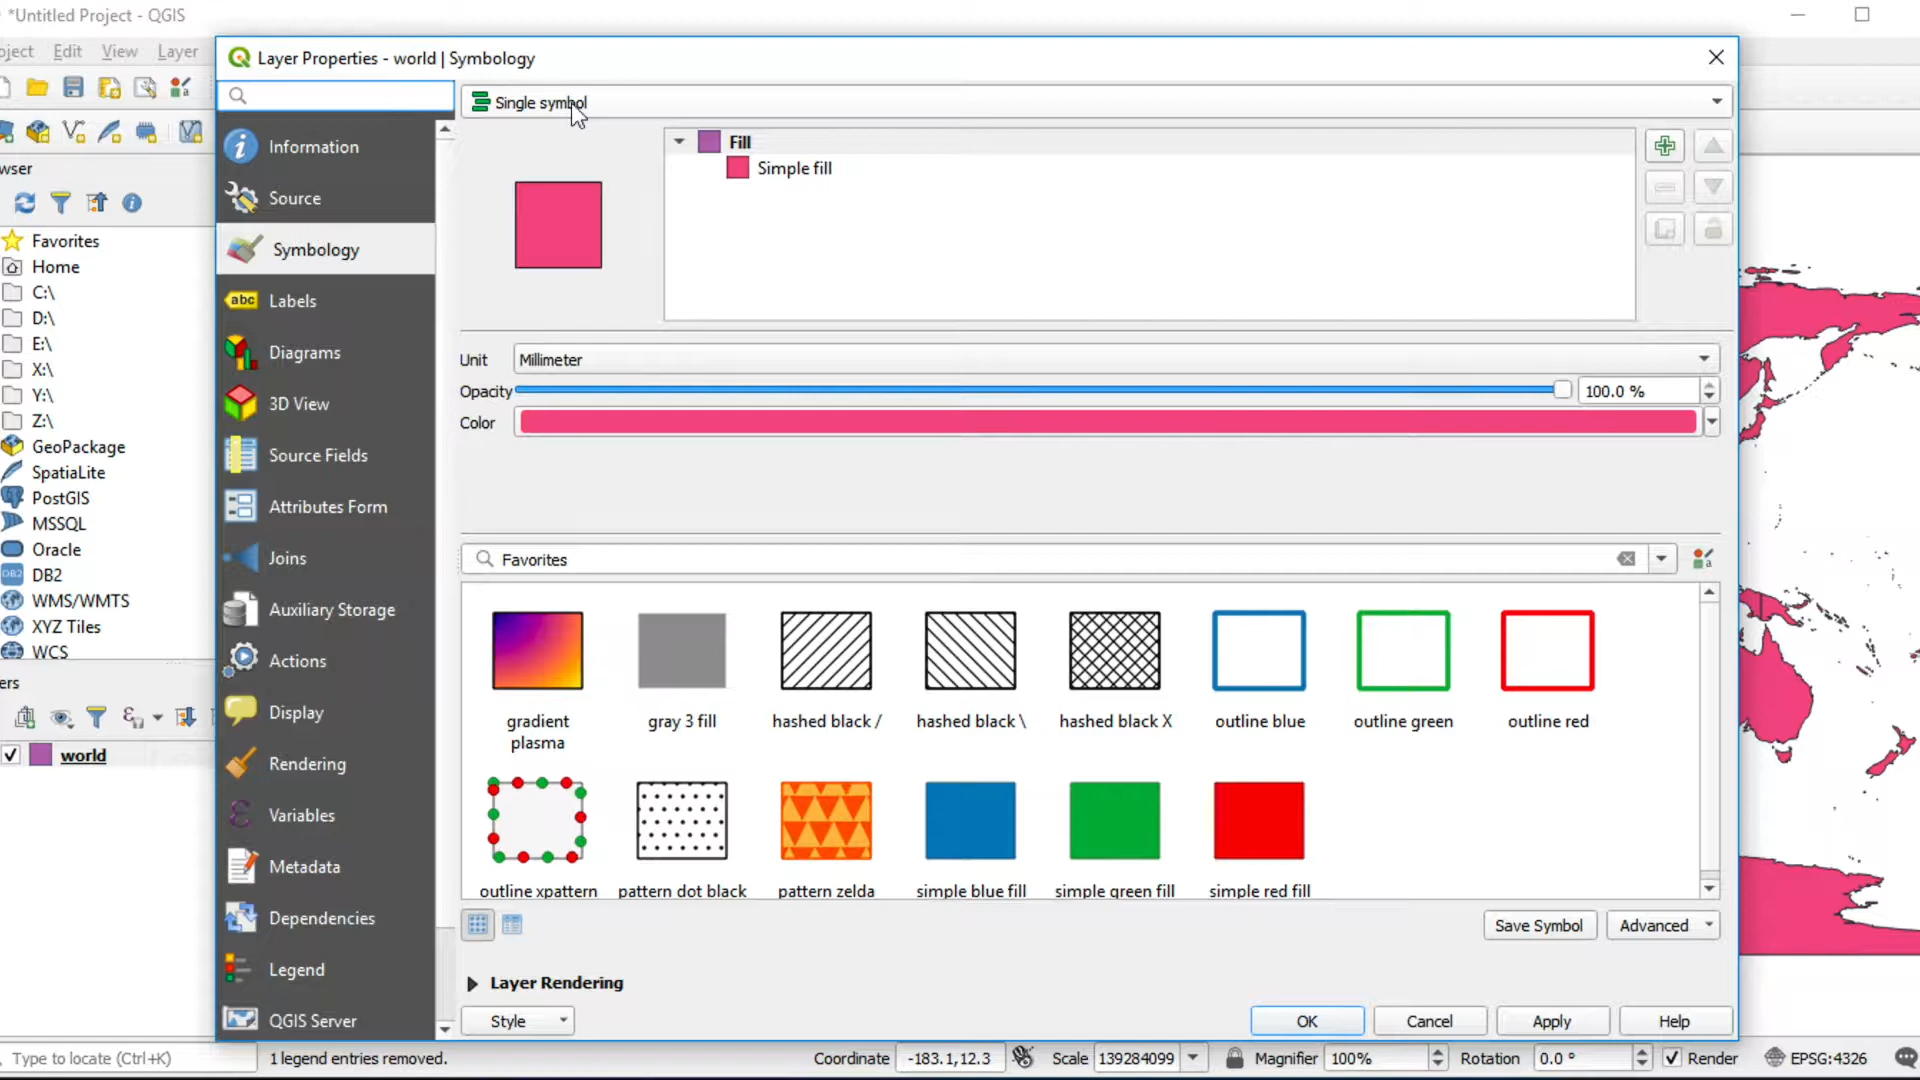 *Untitled Project - QGIS
oject Edit View Layer
Layer Properties - world | Symbology
Single symbol
Information
Source
Symbology
Labels
Diagrams
3D View
Source Fields
Attributes Form
Joins
Auxiliary Storage
Actions
Display
Rendering
Variables
Metadata
Dependencies
Legend
QGIS Server
abc
Fill
Simple fill
Unit Millimeter
Opacity 100.0 %
Color
Favorites
gradient plasma
gray 3 fill
hashed black /
hashed black \
hashed black X
outline blue
outline green
outline red
outline xpattern
pattern dot black
pattern zelda
simple blue fill
simple green fill
simple red fill
Save Symbol Advanced
Layer Rendering
Style OK Cancel Apply Help
wser
Favorites
Home
C:\
D:\
E:\
X:\
Y:\
Z:\
GeoPackage
SpatiaLite
PostGIS
MSSQL
Oracle
DB2 DB2
WMS/WMTS
XYZ Tiles
WCS
ers
world
Type to locate (Ctrl+K) 1 legend entries removed. Coordinate -183.1,12.3 Scale 139284099 Magnifier 100% Rotation 0.0 ° Render EPSG:4326